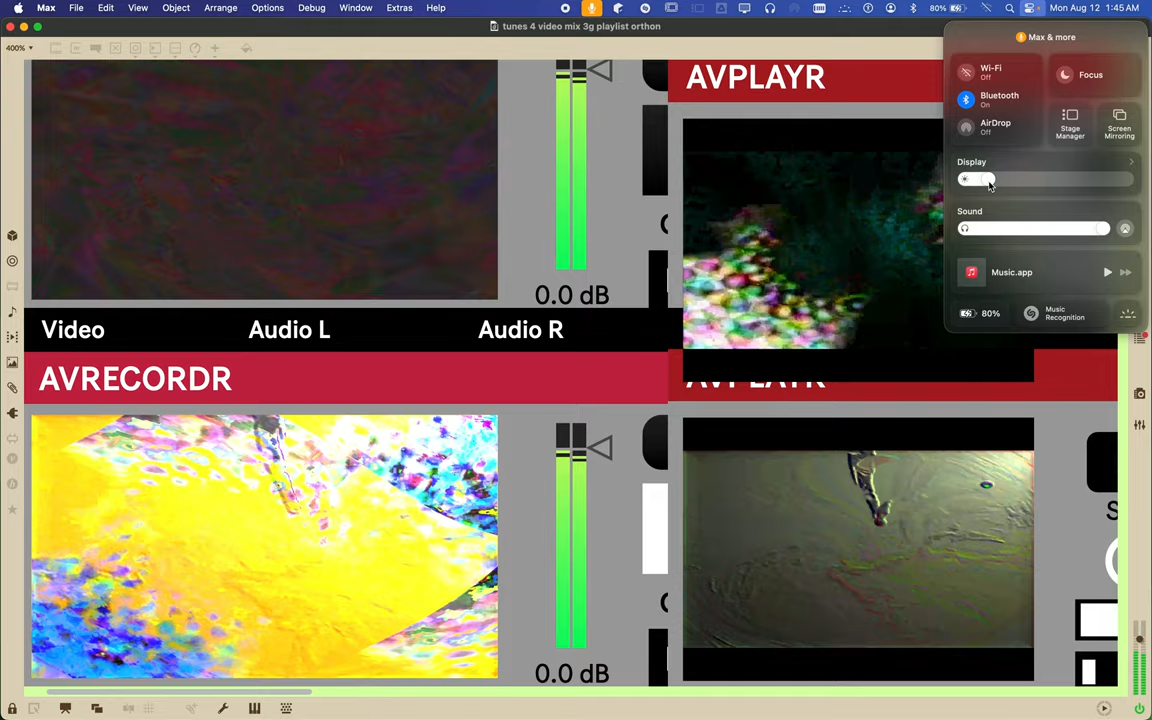 Max File Edit View Object Arrange Options Debug Window Extras Help
80% Mon Aug 12 1:45 AM
tunes 4 video mix 3g playlist orthon
400%
Max & more
Wi-Fi
Off
Focus
Bluetooth
On
AirDrop
Off
Stage
Manager
Screen
Mirroring
Display
Sound
Music.app
80%
Music
Recognition
AVPLAYR
0.0 dB
Video Audio L Audio R
AVRECORDR
AVPLAYR
0.0 dB